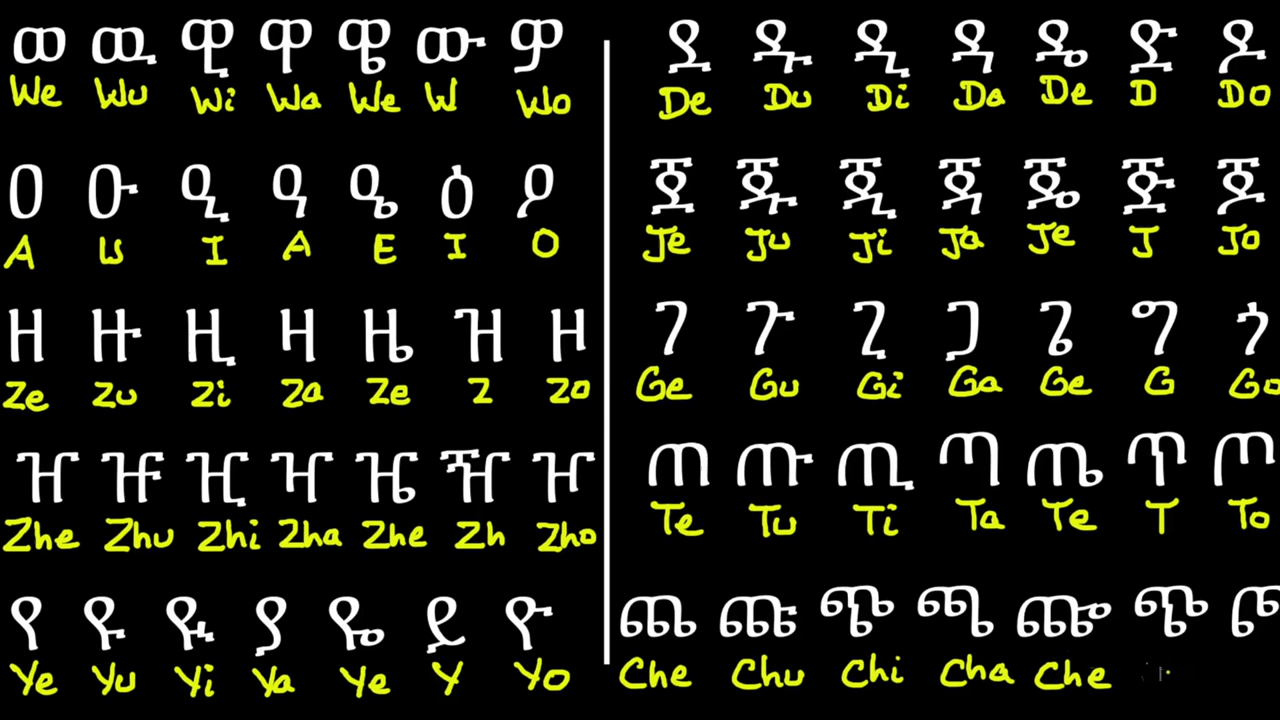 ወ ዉ ዊ ዋ ዌ ው ዎ
We Wu Wi Wa We W Wo
ዐ ዑ ዒ ዓ ዔ ዕ ዖ
A U I A E I O
ዘ ዙ ዚ ዛ ዜ ዝ ዞ
Ze Zu Zi Za Ze Z Zo
ዠ ዡ ዢ ዣ ዤ ዥ ዦ
Zhe Zhu Zhi Zha Zhe Zh Zho
የ ዩ ዪ ያ ዬ ይ ዮ
Ye Yu Yi Ya Ye Y Yo
ደ ዱ ዲ ዳ ዴ ድ ዶ
De Du Di Da De D Do
ጀ ጁ ጂ ጃ ጄ ጅ ጆ
Je Ju Ji Ja Je J Jo
ገ ጉ ጊ ጋ ጌ ግ ጎ
Ge Gu Gi Ga Ge G Go
ጠ ጡ ጢ ጣ ጤ ጥ ጦ
Te Tu Ti Ta Te T To
ጨ ጩ ጭ ጫ ጬ ጭ
Che Chu Chi Cha Che